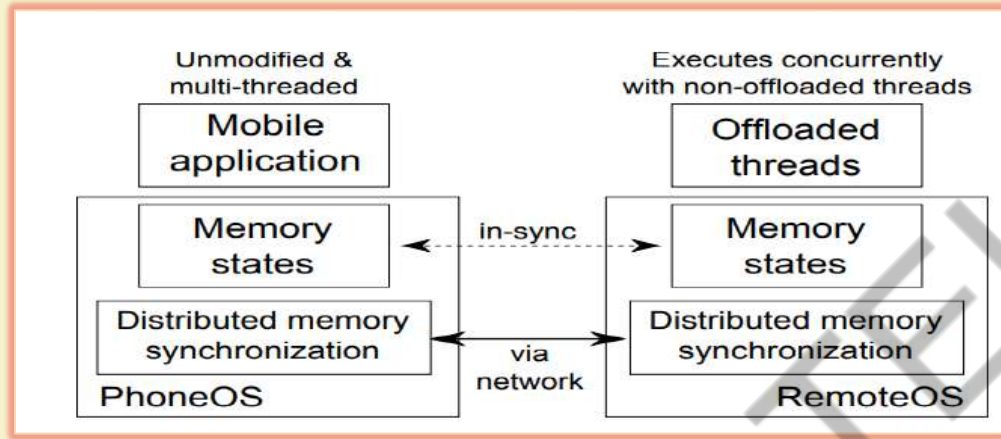 Unmodified &
multi-threaded
Mobile
application
Memory
states
Distributed memory
synchronization
PhoneOS
in-sync
via
network
Executes concurrently
with non-offloaded threads
Offloaded
threads
Memory
states
Distributed memory
synchronization
RemoteOS